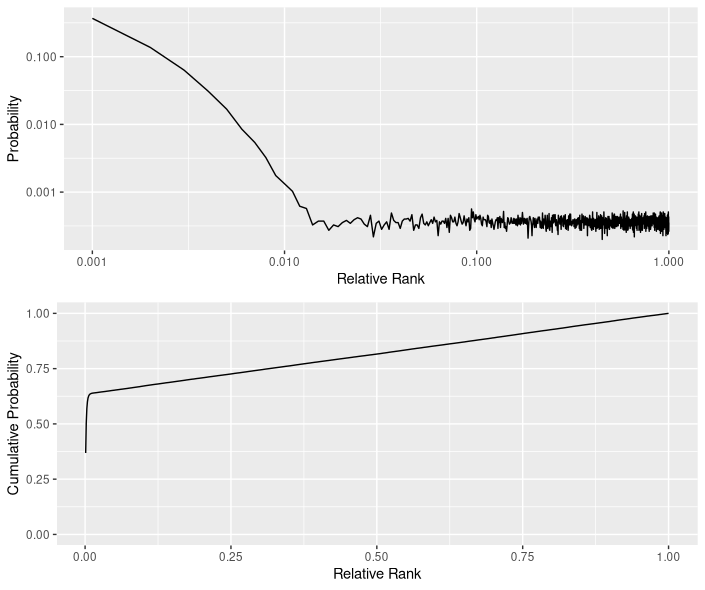 Probability
0.100
0.010
0.001
0.001 0.010 0.100 1.000
Relative Rank
Cumulative Probability
1.00
0.75
0.50
0.25
0.00
0.00 0.25 0.50 0.75 1.00
Relative Rank